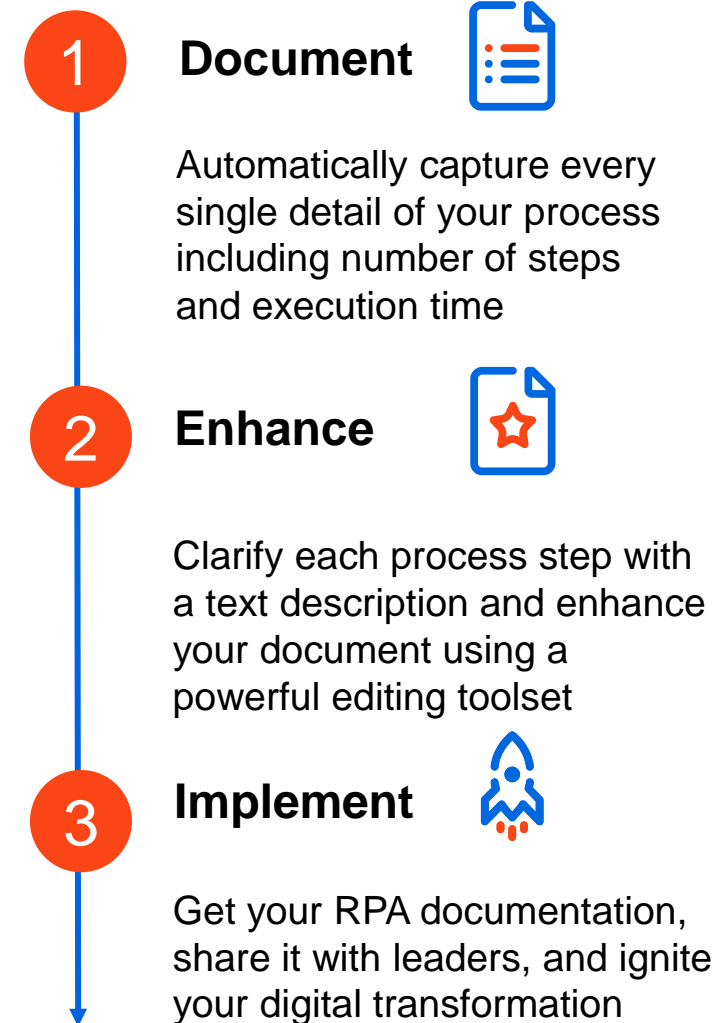 1
Document
Automatically capture every
single detail of your process
including number of steps
and execution time
2
Enhance
Clarify each process step with
a text description and enhance
your document using a
powerful editing toolset
3
Implement
Get your RPA documentation,
share it with leaders, and ignite
your digital transformation